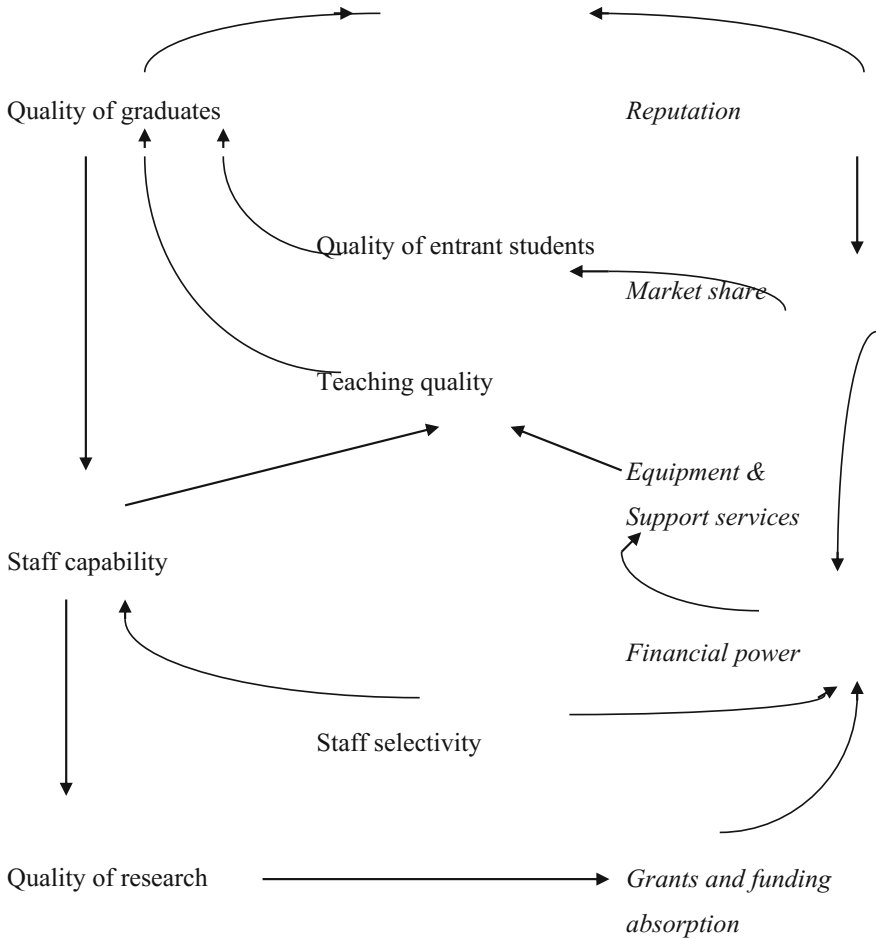 Quality of graduates
Reputation
Quality of entrant students
Market share
Teaching quality
Equipment &
Support services
Staff capability
Financial power
Staff selectivity
Quality of research
Grants and funding
absorption